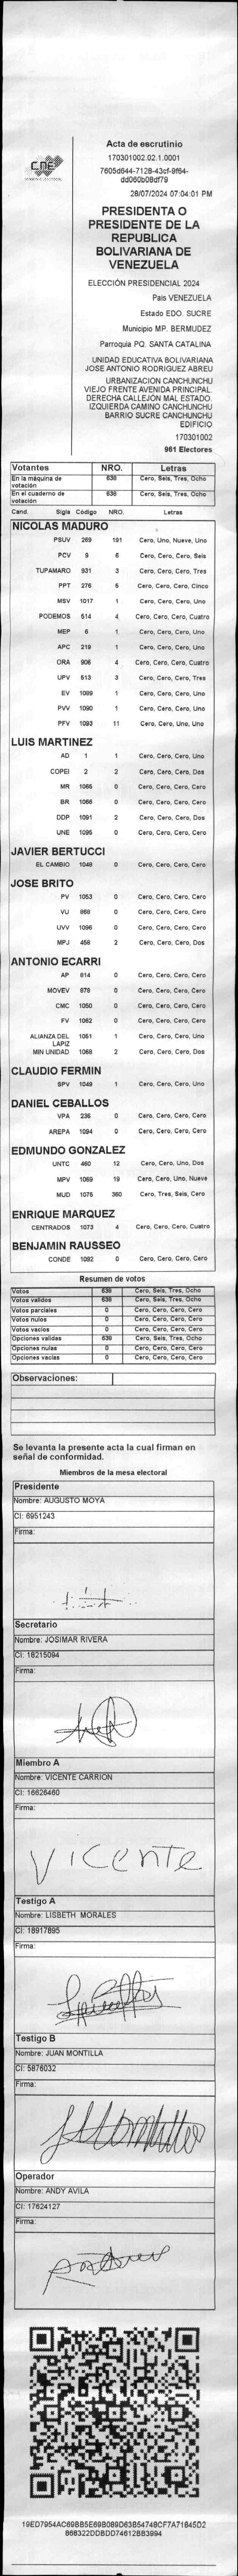 CNE
Acta de escrutinio
170301002.02.1.0001
7605d644-7128-43cf-9f64-
dd060b08df79
28/07/2024 07:04:01 PM
PRESIDENTA O
PRESIDENTE DE LA
REPUBLICA
BOLIVARIANA DE
VENEZUELA
ELECCIÓN PRESIDENCIAL 2024
Pais VENEZUELA
Estado EDO. SUCRE
Municipio MP. BERMUDEZ
Parroquia PQ. SANTA CATALINA
UNIDAD EDUCATIVA BOLIVARIANA
JOSE ANTONIO RODRIGUEZ ABREU
URBANIZACION CANCHUNCHU
VIEJO FRENTE AVENIDA PRINCIPAL.
DERECHA CALLEJÓN MAL ESTADO.
IZQUIERDA CAMINO CANCHUNCHU
BARRIO SUCRE CANCHUNCHU
EDIFICIO
170301002
961 Electores
Votantes NRO. Letras
En la máquina de votación 638 Cero, Seis, Tres, Ocho
En el cuaderno de votación 638 Cero, Seis, Tres, Ocho
Cand. Sigla Código NRO. Letras
NICOLAS MADURO
PSUV 269 191 Cero, Uno, Nueve, Uno
PCV 9 6 Cero, Cero, Cero, Seis
TUPAMARO 931 3 Cero, Cero, Cero, Tres
PPT 276 5 Cero, Cero, Cero, Cinco
MSV 1017 1 Cero, Cero, Cero, Uno
PODEMOS 514 4 Cero, Cero, Cero, Cuatro
MEP 6 1 Cero, Cero, Cero, Uno
APC 219 1 Cero, Cero, Cero, Uno
ORA 906 4 Cero, Cero, Cero, Cuatro
UPV 513 3 Cero, Cero, Cero, Tres
EV 1089 1 Cero, Cero, Cero, Uno
PVV 1090 1 Cero, Cero, Cero, Uno
PFV 1093 11 Cero, Cero, Uno, Uno
LUIS MARTINEZ
AD 1 1 Cero, Cero, Cero, Uno
COPEI 2 2 Cero, Cero, Cero, Dos
MR 1065 0 Cero, Cero, Cero, Cero
BR 1066 0 Cero, Cero, Cero, Cero
DDP 1091 2 Cero, Cero, Cero, Dos
UNE 1095 0 Cero, Cero, Cero, Cero
JAVIER BERTUCCI
EL CAMBIO 1048 0 Cero, Cero, Cero, Cero
JOSE BRITO
PV 1053 0 Cero, Cero, Cero, Cero
VU 868 0 Cero, Cero, Cero, Cero
UVV 1096 0 Cero, Cero, Cero, Cero
MPJ 458 2 Cero, Cero, Cero, Dos
ANTONIO ECARRI
AP 814 0 Cero, Cero, Cero, Cero
MOVEV 878 0 Cero, Cero, Cero, Cero
CMC 1050 0 Cero, Cero, Cero, Cero
FV 1062 0 Cero, Cero, Cero, Cero
ALIANZA DEL LAPIZ 1051 1 Cero, Cero, Cero, Uno
MIN UNIDAD 1068 2 Cero, Cero, Cero, Dos
CLAUDIO FERMIN
SPV 1049 1 Cero, Cero, Cero, Uno
DANIEL CEBALLOS
VPA 236 0 Cero, Cero, Cero, Cero
AREPA 1094 0 Cero, Cero, Cero, Cero
EDMUNDO GONZALEZ
UNTC 460 12 Cero, Cero, Uno, Dos
MPV 1069 19 Cero, Cero, Uno, Nueve
MUD 1075 360 Cero, Tres, Seis, Cero
ENRIQUE MARQUEZ
CENTRADOS 1073 4 Cero, Cero, Cero, Cuatro
BENJAMIN RAUSSEO
CONDE 1092 0 Cero, Cero, Cero, Cero
Resumen de votos
Votos 638 Cero, Seis, Tres, Ocho
Votos validos 638 Cero, Seis, Tres, Ocho
Votos parciales 0 Cero, Cero, Cero, Cero
Votos nulos 0 Cero, Cero, Cero, Cero
Votos vacios 0 Cero, Cero, Cero, Cero
Opciones validas 638 Cero, Seis, Tres, Ocho
Opciones nulas 0 Cero, Cero, Cero, Cero
Opciones vacias 0 Cero, Cero, Cero, Cero
Observaciones:
Se levanta la presente acta la cual firman en
señal de conformidad.
Miembros de la mesa electoral
Presidente
Nombre: AUGUSTO MOYA
CI: 6951243
Firma:
Secretario
Nombre: JOSIMAR RIVERA
CI: 18215094
Firma:
Miembro A
Nombre: VICENTE CARRION
CI: 16626460
Firma:
Vicente
Testigo A
Nombre: LISBETH MORALES
CI: 18917895
Firma:
Testigo B
Nombre: JUAN MONTILLA
CI: 5876032
Firma:
Operador
Nombre: ANDY AVILA
CI: 17624127
Firma:
19ED7954AC69BB5E69B089D63B5474BCF7A71845D2
868322DDBDD74612BB3994